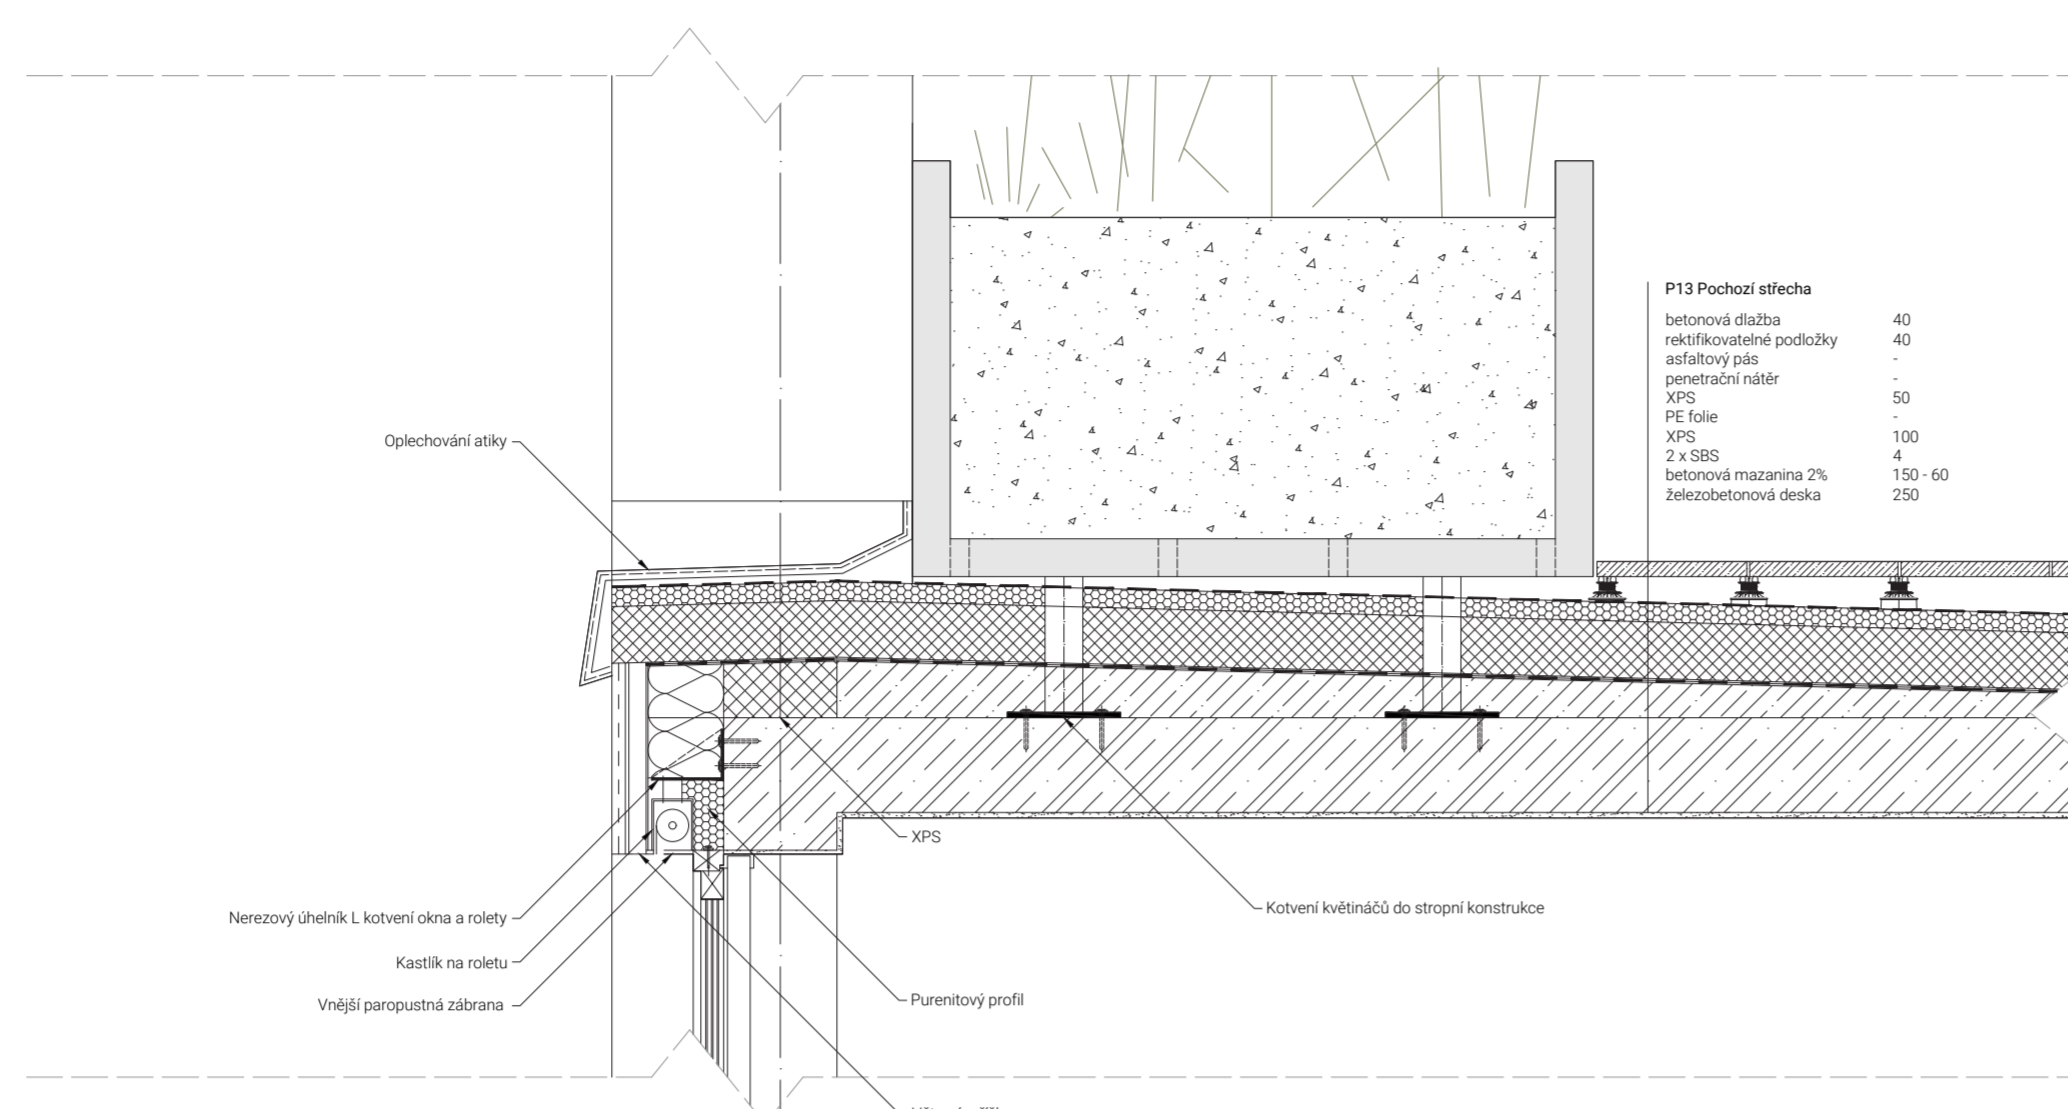 P13 Pochozí střecha
betonová dlažba 40
rektifikovatelné podložky 40
asfaltový pás -
penetrační nátěr -
XPS 50
PE folie -
XPS 100
2 x SBS 4
betonová mazanina 2% 150 - 60
železobetonová deska 250
Oplechování atiky
XPS
Kotvení květináčů do stropní konstrukce
Nerezový úhelník L kotvení okna a rolety
Kastlík na roletu
Vnější paropustná zábrana
Purenitový profil